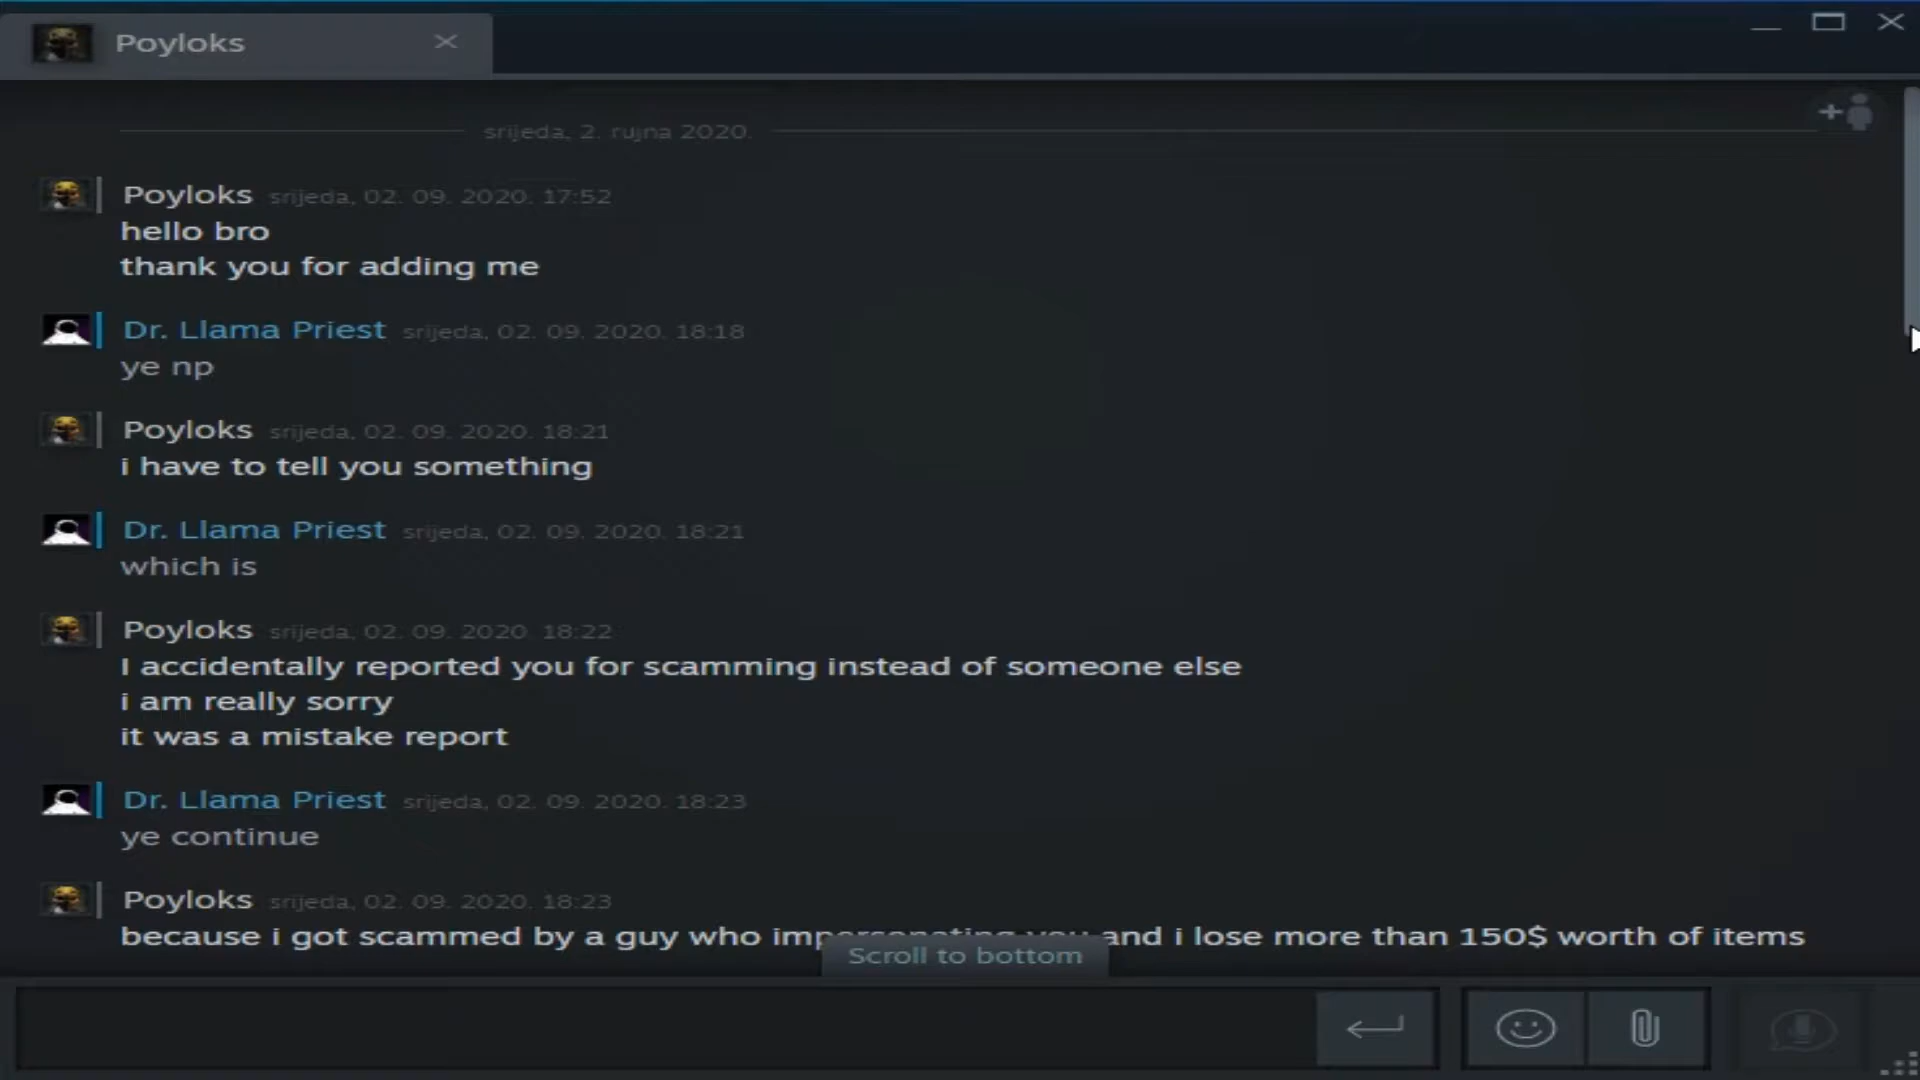 Poyloks
srijeda, 2. rujna 2020.
Poyloks srijeda, 02. 09. 2020. 17:52
hello bro
thank you for adding me
Dr. Llama Priest srijeda, 02. 09. 2020. 18:18
ye np
Poyloks srijeda, 02. 09. 2020. 18:21
i have to tell you something
Dr. Llama Priest srijeda, 02. 09. 2020. 18:21
which is
Poyloks srijeda, 02. 09. 2020. 18:22
I accidentally reported you for scamming instead of someone else
i am really sorry
it was a mistake report
Dr. Llama Priest srijeda, 02. 09. 2020. 18:23
ye continue
Poyloks srijeda, 02. 09. 2020. 18:23
because i got scammed by a guy who impersonating you and i lose more than 150$ worth of items
Scroll to bottom